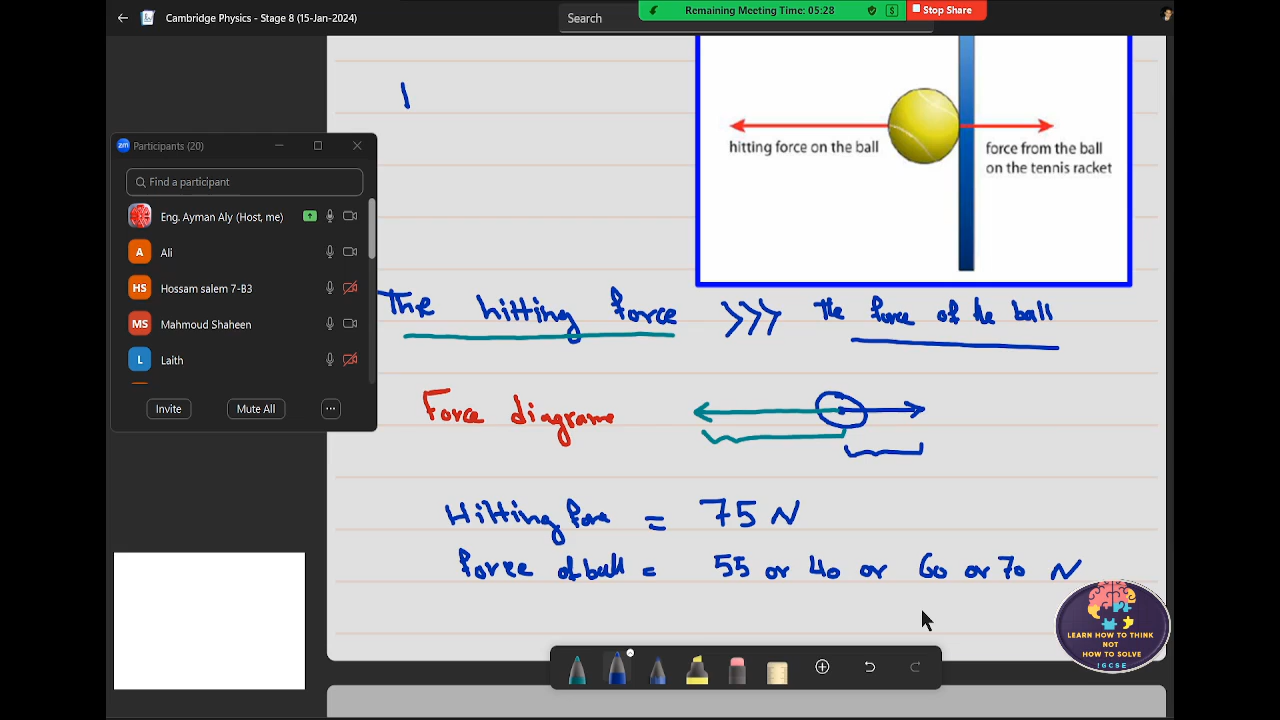 Cambridge Physics - Stage 8 (15-Jan-2024)
Search
Remaining Meeting Time: 05:28
Stop Share
Participants (20)
Find a participant
Eng. Ayman Aly (Host, me)
A Ali
HS Hossam salem 7-B3
MS Mahmoud Shaheen
L Laith
Invite
Mute All
hitting force on the ball
force from the ball
on the tennis racket
The hitting force >>> the force of the ball
Force diagrams
Hitting force = 75 N
force of ball = 55 or 40 or 60 or 70 N
LEARN HOW TO THINK
NOT
HOW TO SOLVE
IGCSE